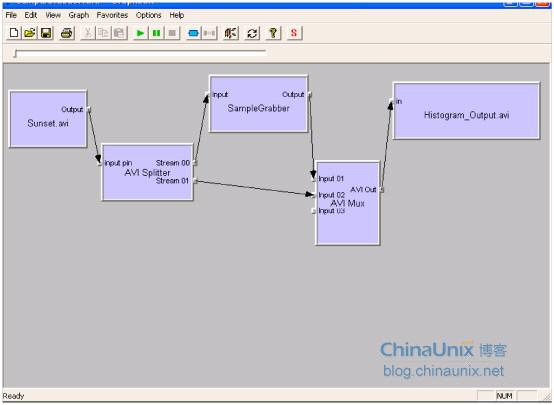 File Edit View Graph Favorites Options Help
S
Input Output
SampleGrabber
in
Histogram_Output.avi
Output
Sunset.avi
input pin Stream 00
AVI Splitter
Stream 01
Input 01
AVI Out
Input 02
AVI Mux
Input 03
ChinaUnix 博客
blog.chinaunix.net
Ready NUM